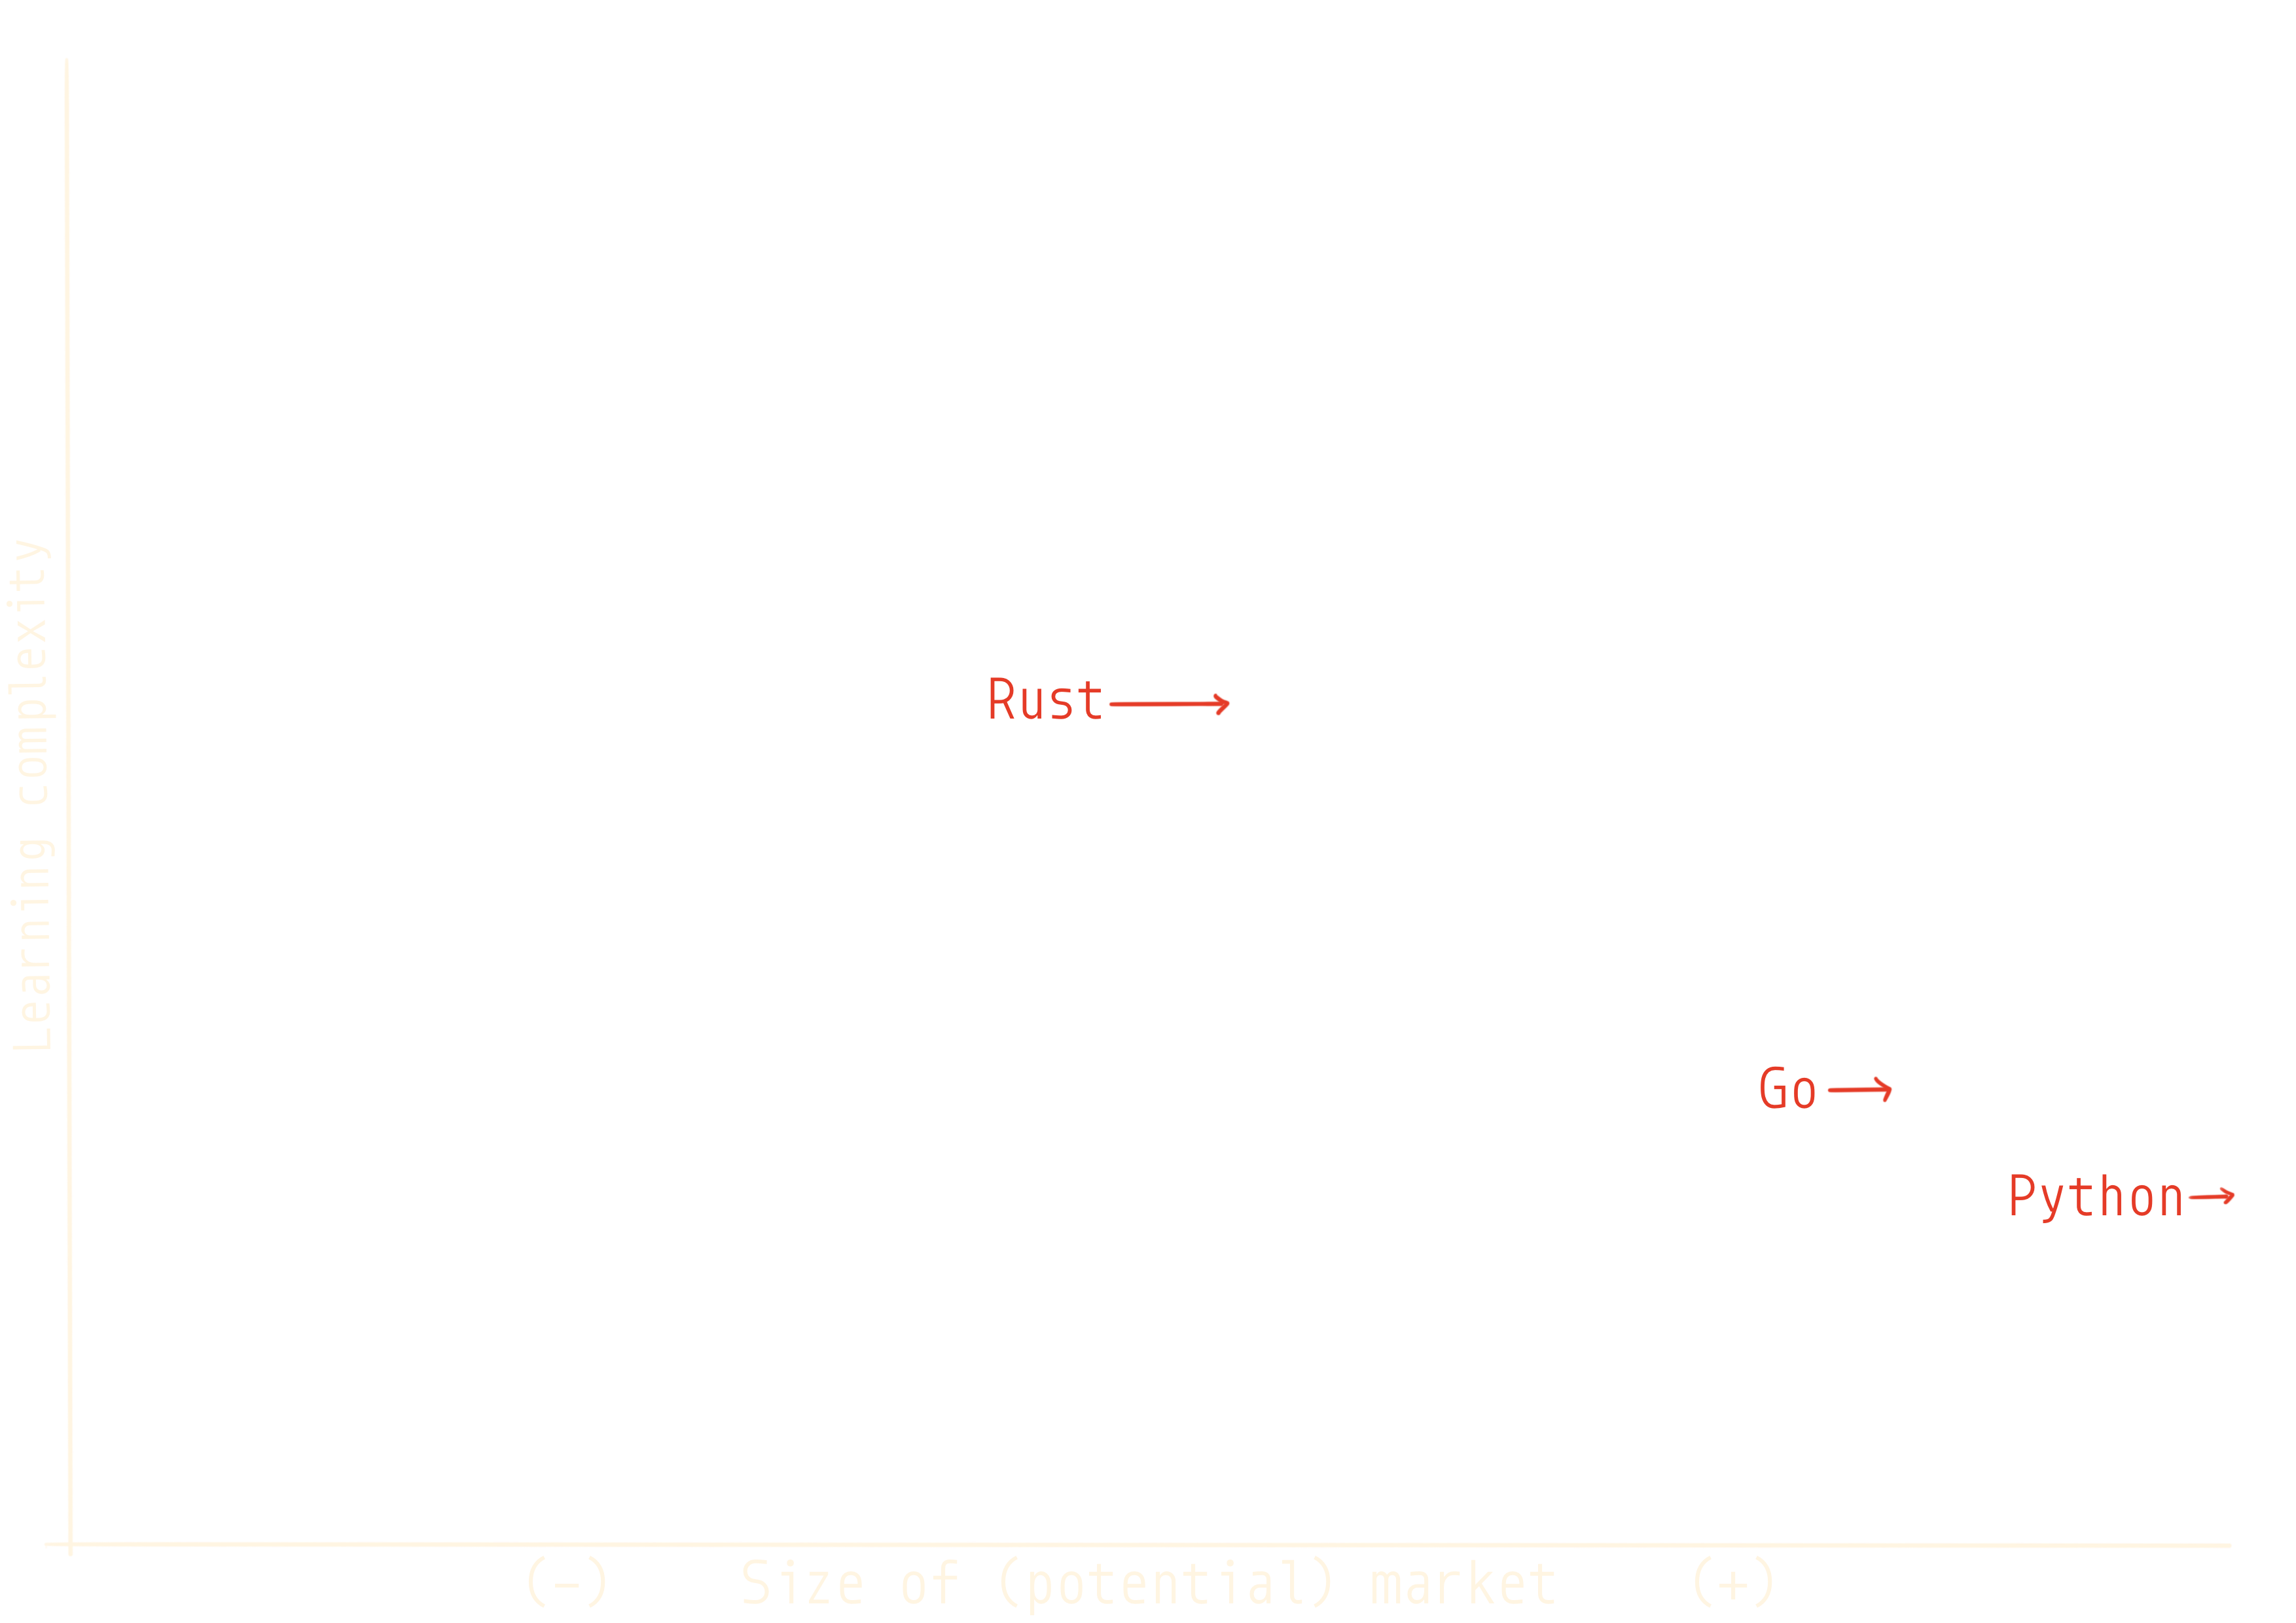 Learning complexity
Rust
Go
Python
(-) Size of (potential) market (+)